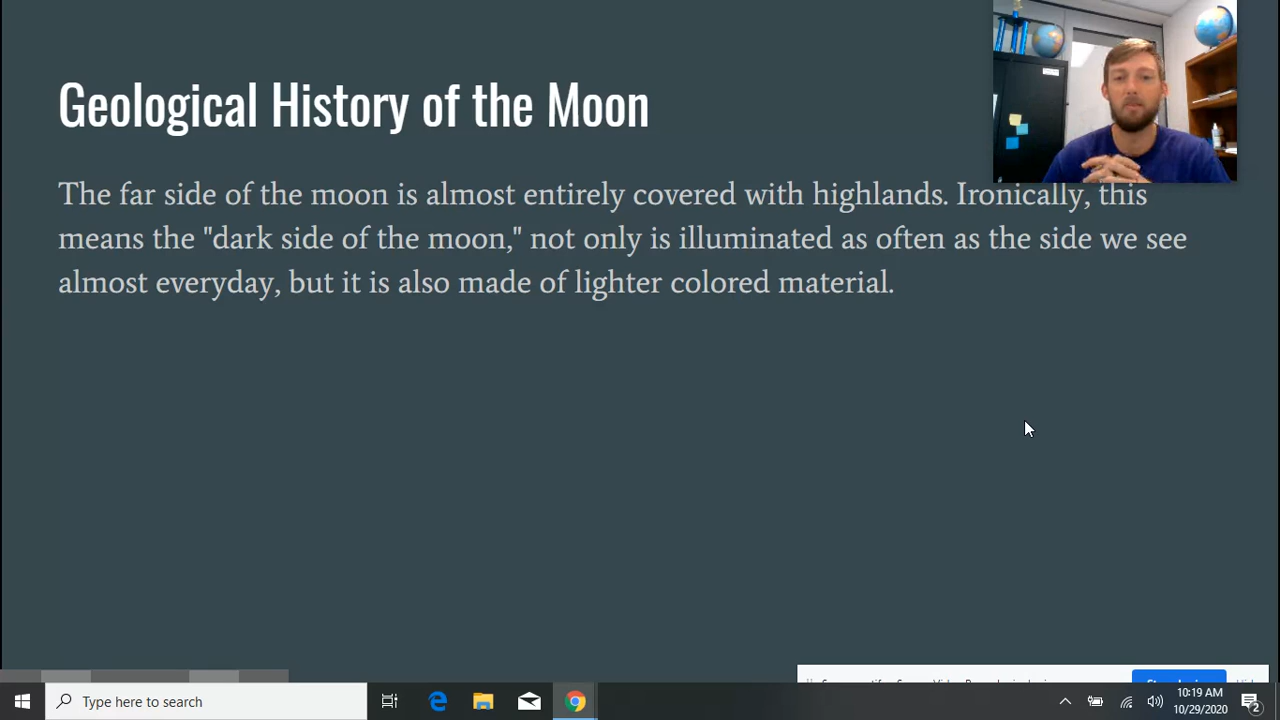 Geological History of the Moon
The far side of the moon is almost entirely covered with highlands. Ironically, this
means the "dark side of the moon," not only is illuminated as often as the side we see
almost everyday, but it is also made of lighter colored material.
Type here to search
10:19 AM
10/29/2020
2